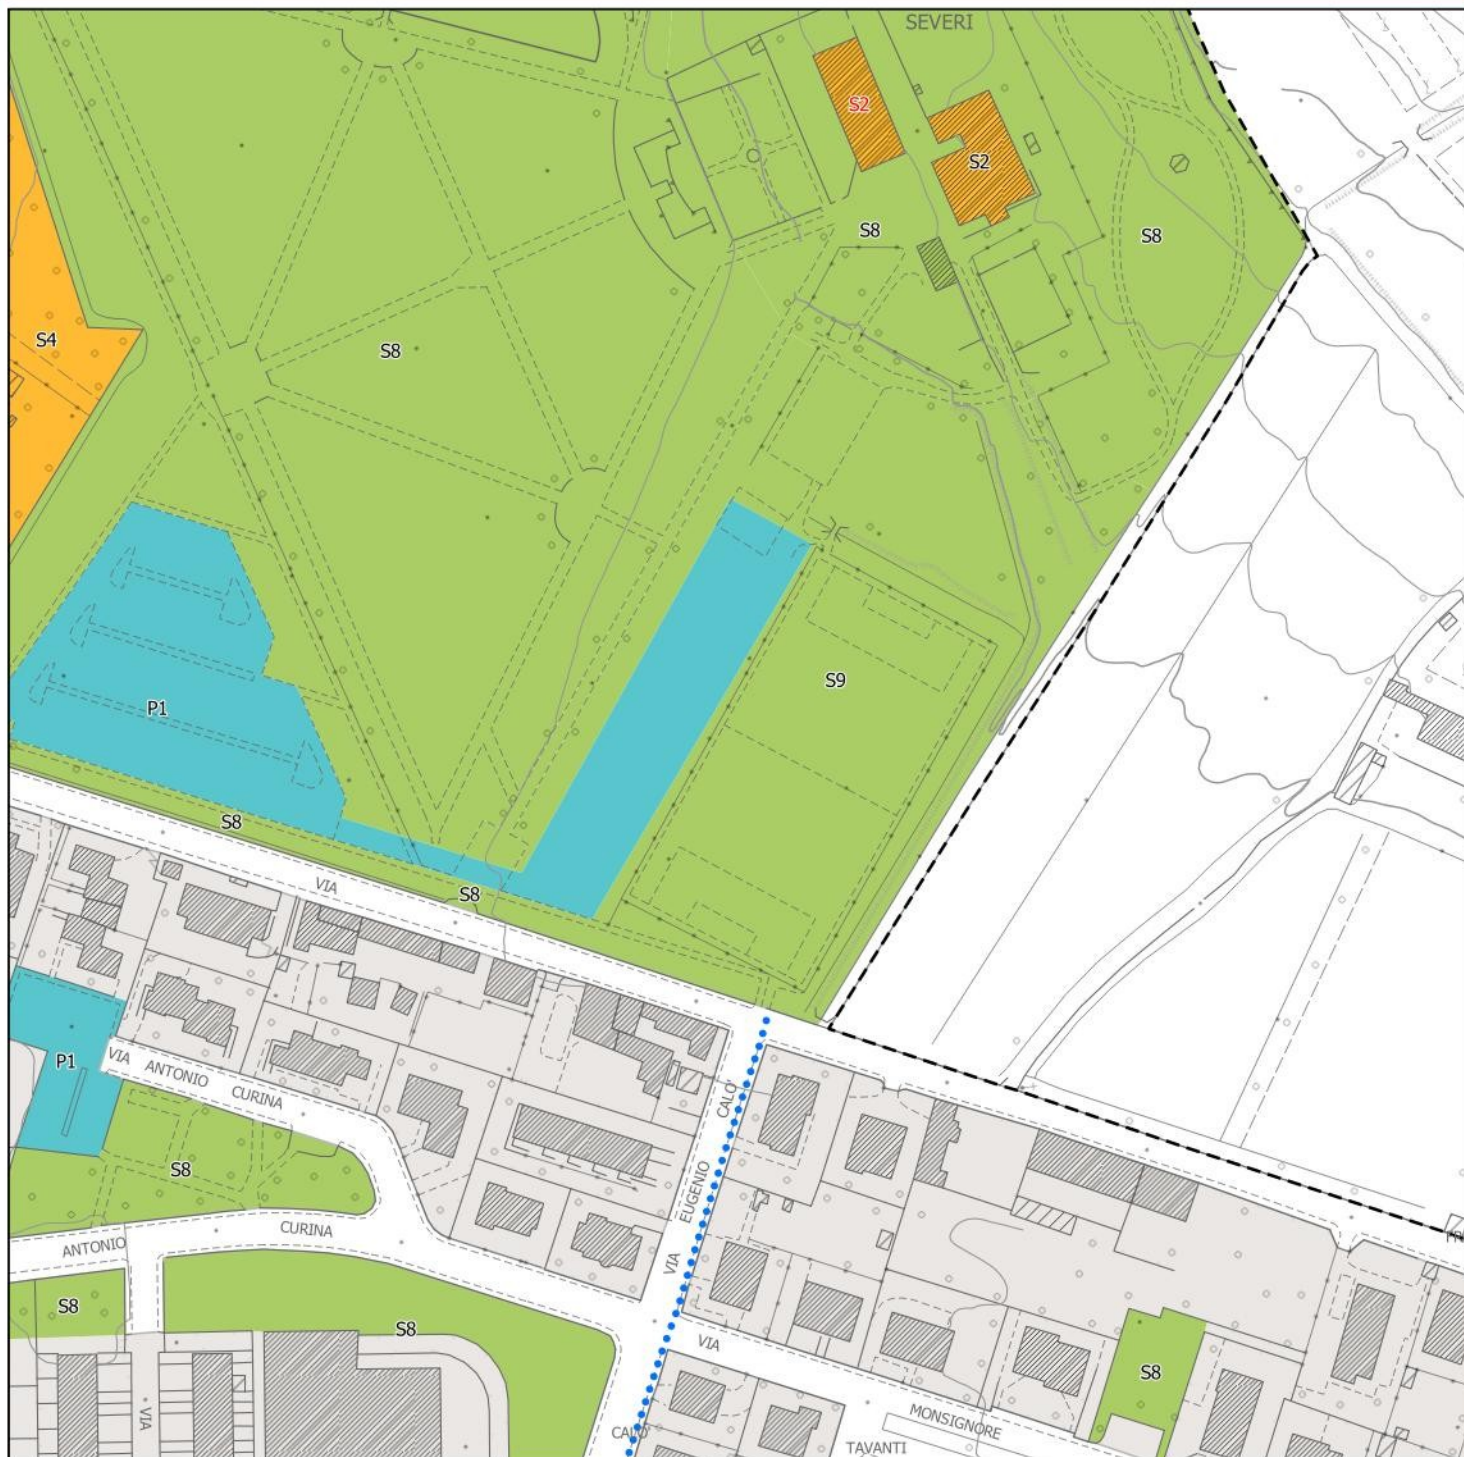 SEVERI
S2
S2
S8
S8
S4
S8
S9
P1
S8
VIA
S8
P1
VIA ANTONIO CURINA
CALO'
EUGENIO
VIA
S8
ANTONIO
CURINA
S8
S8
VIA
S8
VIA
MONSIGNORE
TAVANTI
CALO'